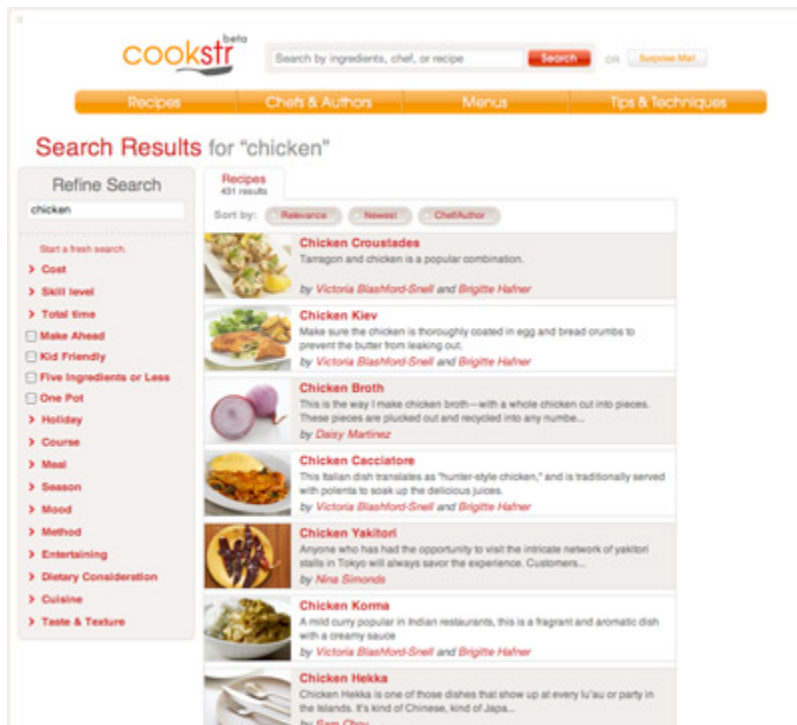 cookstr
beta
Search by ingredients, chef, or recipe
Search
OR
Surprise Me!
Recipes
Chefs & Authors
Menus
Tips & Techniques
Search Results for "chicken"
Refine Search
chicken
Start a fresh search.
Cost
Skill level
Total time
Make Ahead
Kid Friendly
Five Ingredients or Less
One Pot
Holiday
Course
Meal
Season
Mood
Method
Entertaining
Dietary Consideration
Cuisine
Taste & Texture
Recipes
431 results
Sort by: Relevance Newest Chef/Author
Chicken Croustades
Tarragon and chicken is a popular combination.
by Victoria Blashford-Snell and Brigitte Hafner
Chicken Kiev
Make sure the chicken is thoroughly coated in egg and bread crumbs to
prevent the butter from leaking out.
by Victoria Blashford-Snell and Brigitte Hafner
Chicken Broth
This is the way I make chicken broth—with a whole chicken cut into pieces.
These pieces are plucked out and recycled into any numbe...
by Daisy Martinez
Chicken Cacciatore
This Italian dish translates as "hunter-style chicken," and is traditionally served
with polenta to soak up the delicious juices.
by Victoria Blashford-Snell and Brigitte Hafner
Chicken Yakitori
Anyone who has had the opportunity to visit the intricate network of yakitori
stalls in Tokyo will always savor the experience. Customers...
by Nina Simonds
Chicken Korma
A mild curry popular in Indian restaurants, this is a fragrant and aromatic dish
with a creamy sauce
by Victoria Blashford-Snell and Brigitte Hafner
Chicken Hekka
Chicken Hekka is one of those dishes that show up at every lu'au or party in
the Islands. It's kind of Chinese, kind of Japa...
by Sam Choy